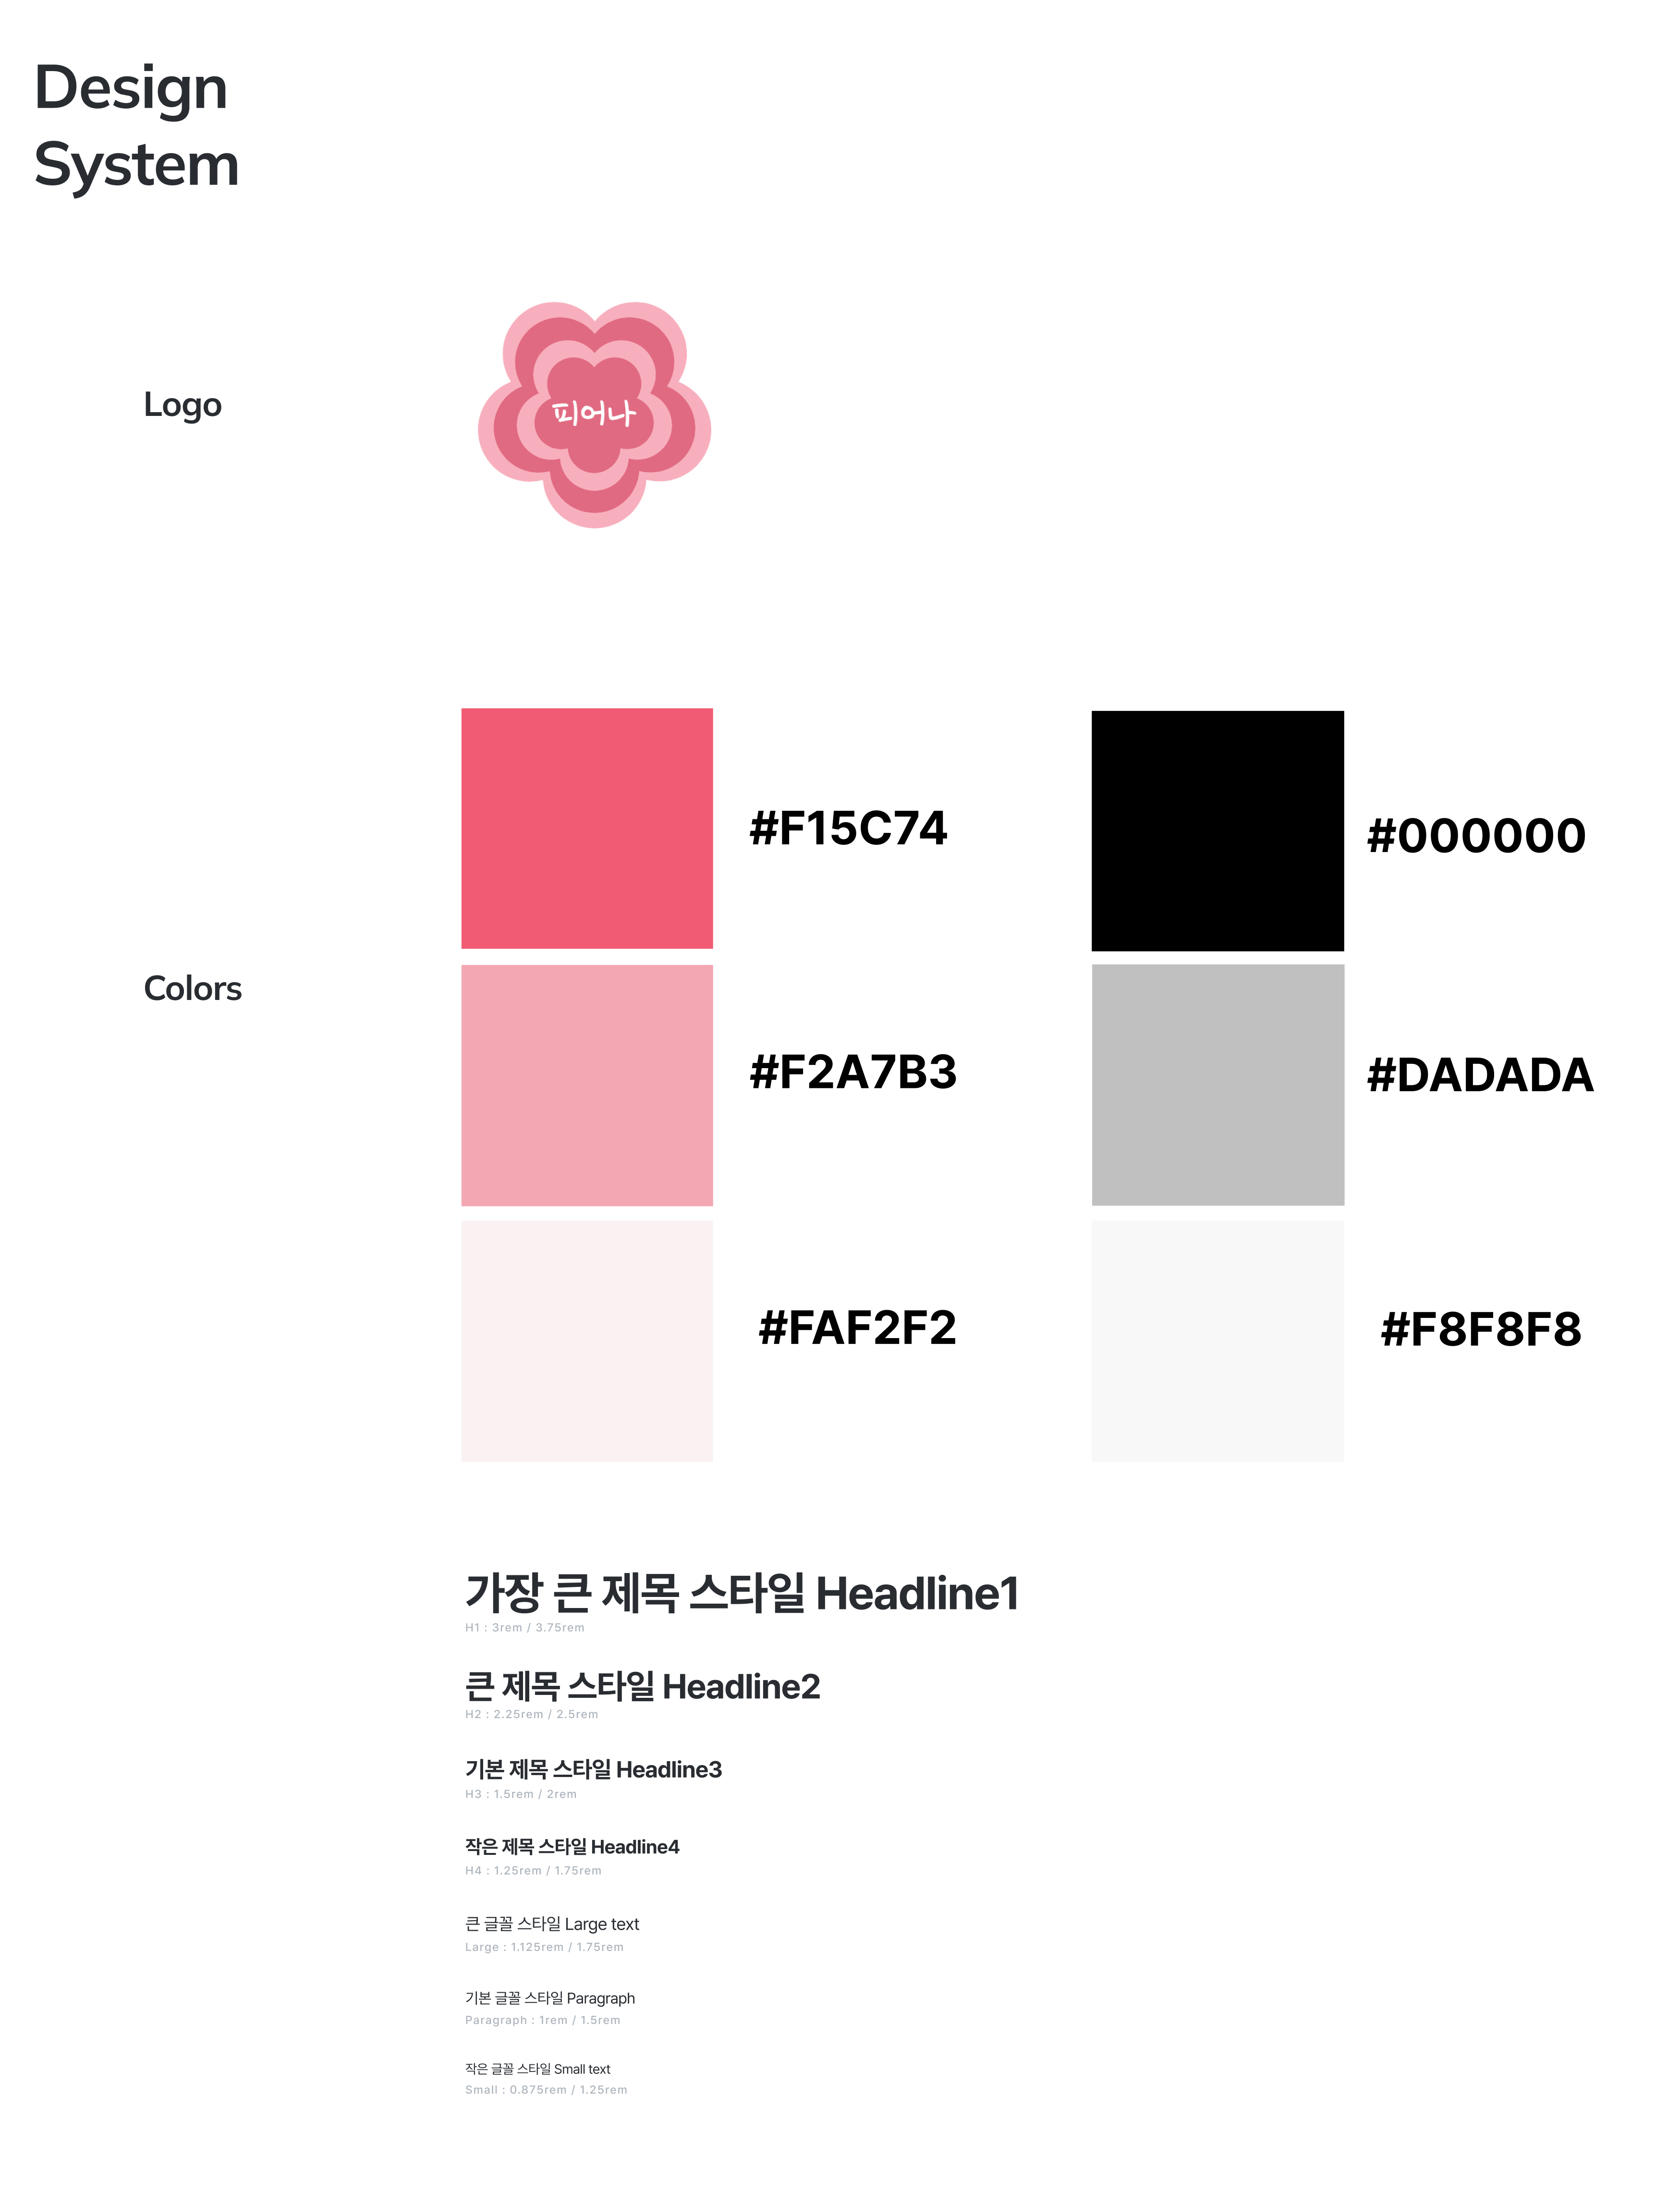 Design
System
Logo
피어나
Colors
#F15C74
#000000
#F2A7B3
#DADADA
#FAF2F2
#F8F8F8
가장 큰 제목 스타일 Headline1
H1 : 3rem / 3.75rem
큰 제목 스타일 Headline2
H2 : 2.25rem / 2.5rem
기본 제목 스타일 Headline3
H3 : 1.5rem / 2rem
작은 제목 스타일 Headline4
H4 : 1.25rem / 1.75rem
큰 글꼴 스타일 Large text
Large : 1.125rem / 1.75rem
기본 글꼴 스타일 Paragraph
Paragraph : 1rem / 1.5rem
작은 글꼴 스타일 Small text
Small : 0.875rem / 1.25rem